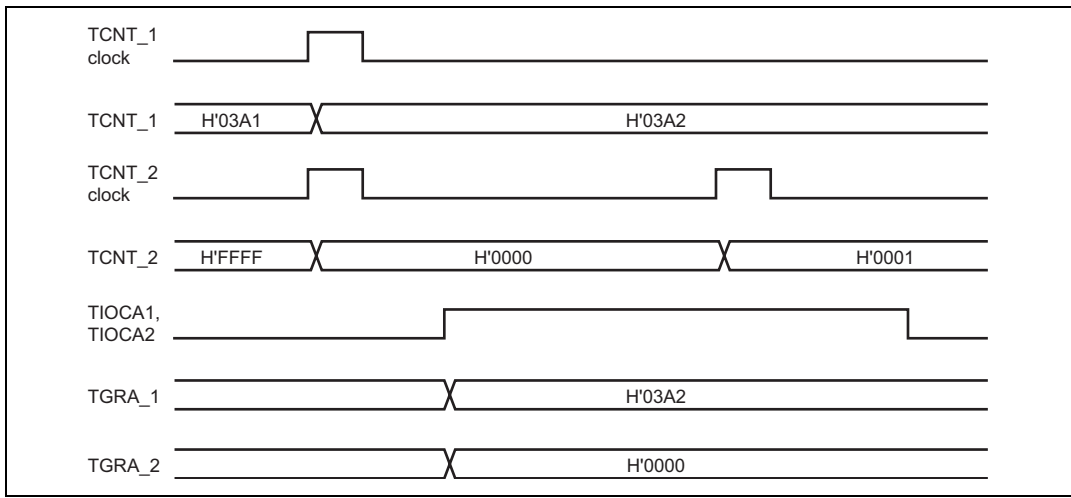 TCNT_1
clock
TCNT_1 H'03A1 H'03A2
TCNT_2
clock
TCNT_2 H'FFFF H'0000 H'0001
TIOCA1,
TIOCA2
TGRA_1 H'03A2
TGRA_2 H'0000